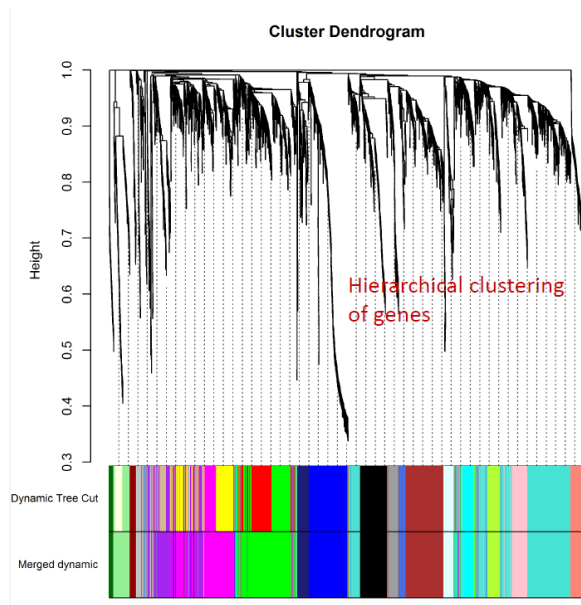 Cluster Dendrogram
1.0
0.9
0.8
0.7
0.6
0.5
0.4
0.3
Height
Hierarchical clustering
of genes
Dynamic Tree Cut
Merged dynamic